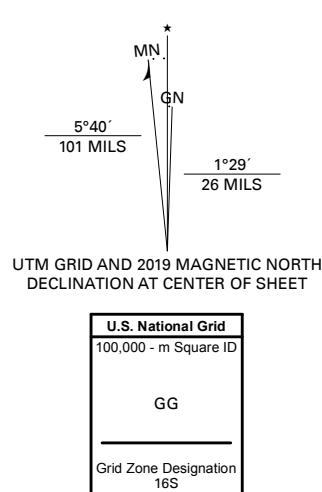 ★
MN
GN
5°40´
101 MILS
1°29´
26 MILS
UTM GRID AND 2019 MAGNETIC NORTH
DECLINATION AT CENTER OF SHEET
U.S. National Grid
100,000 - m Square ID
GG
Grid Zone Designation
16S